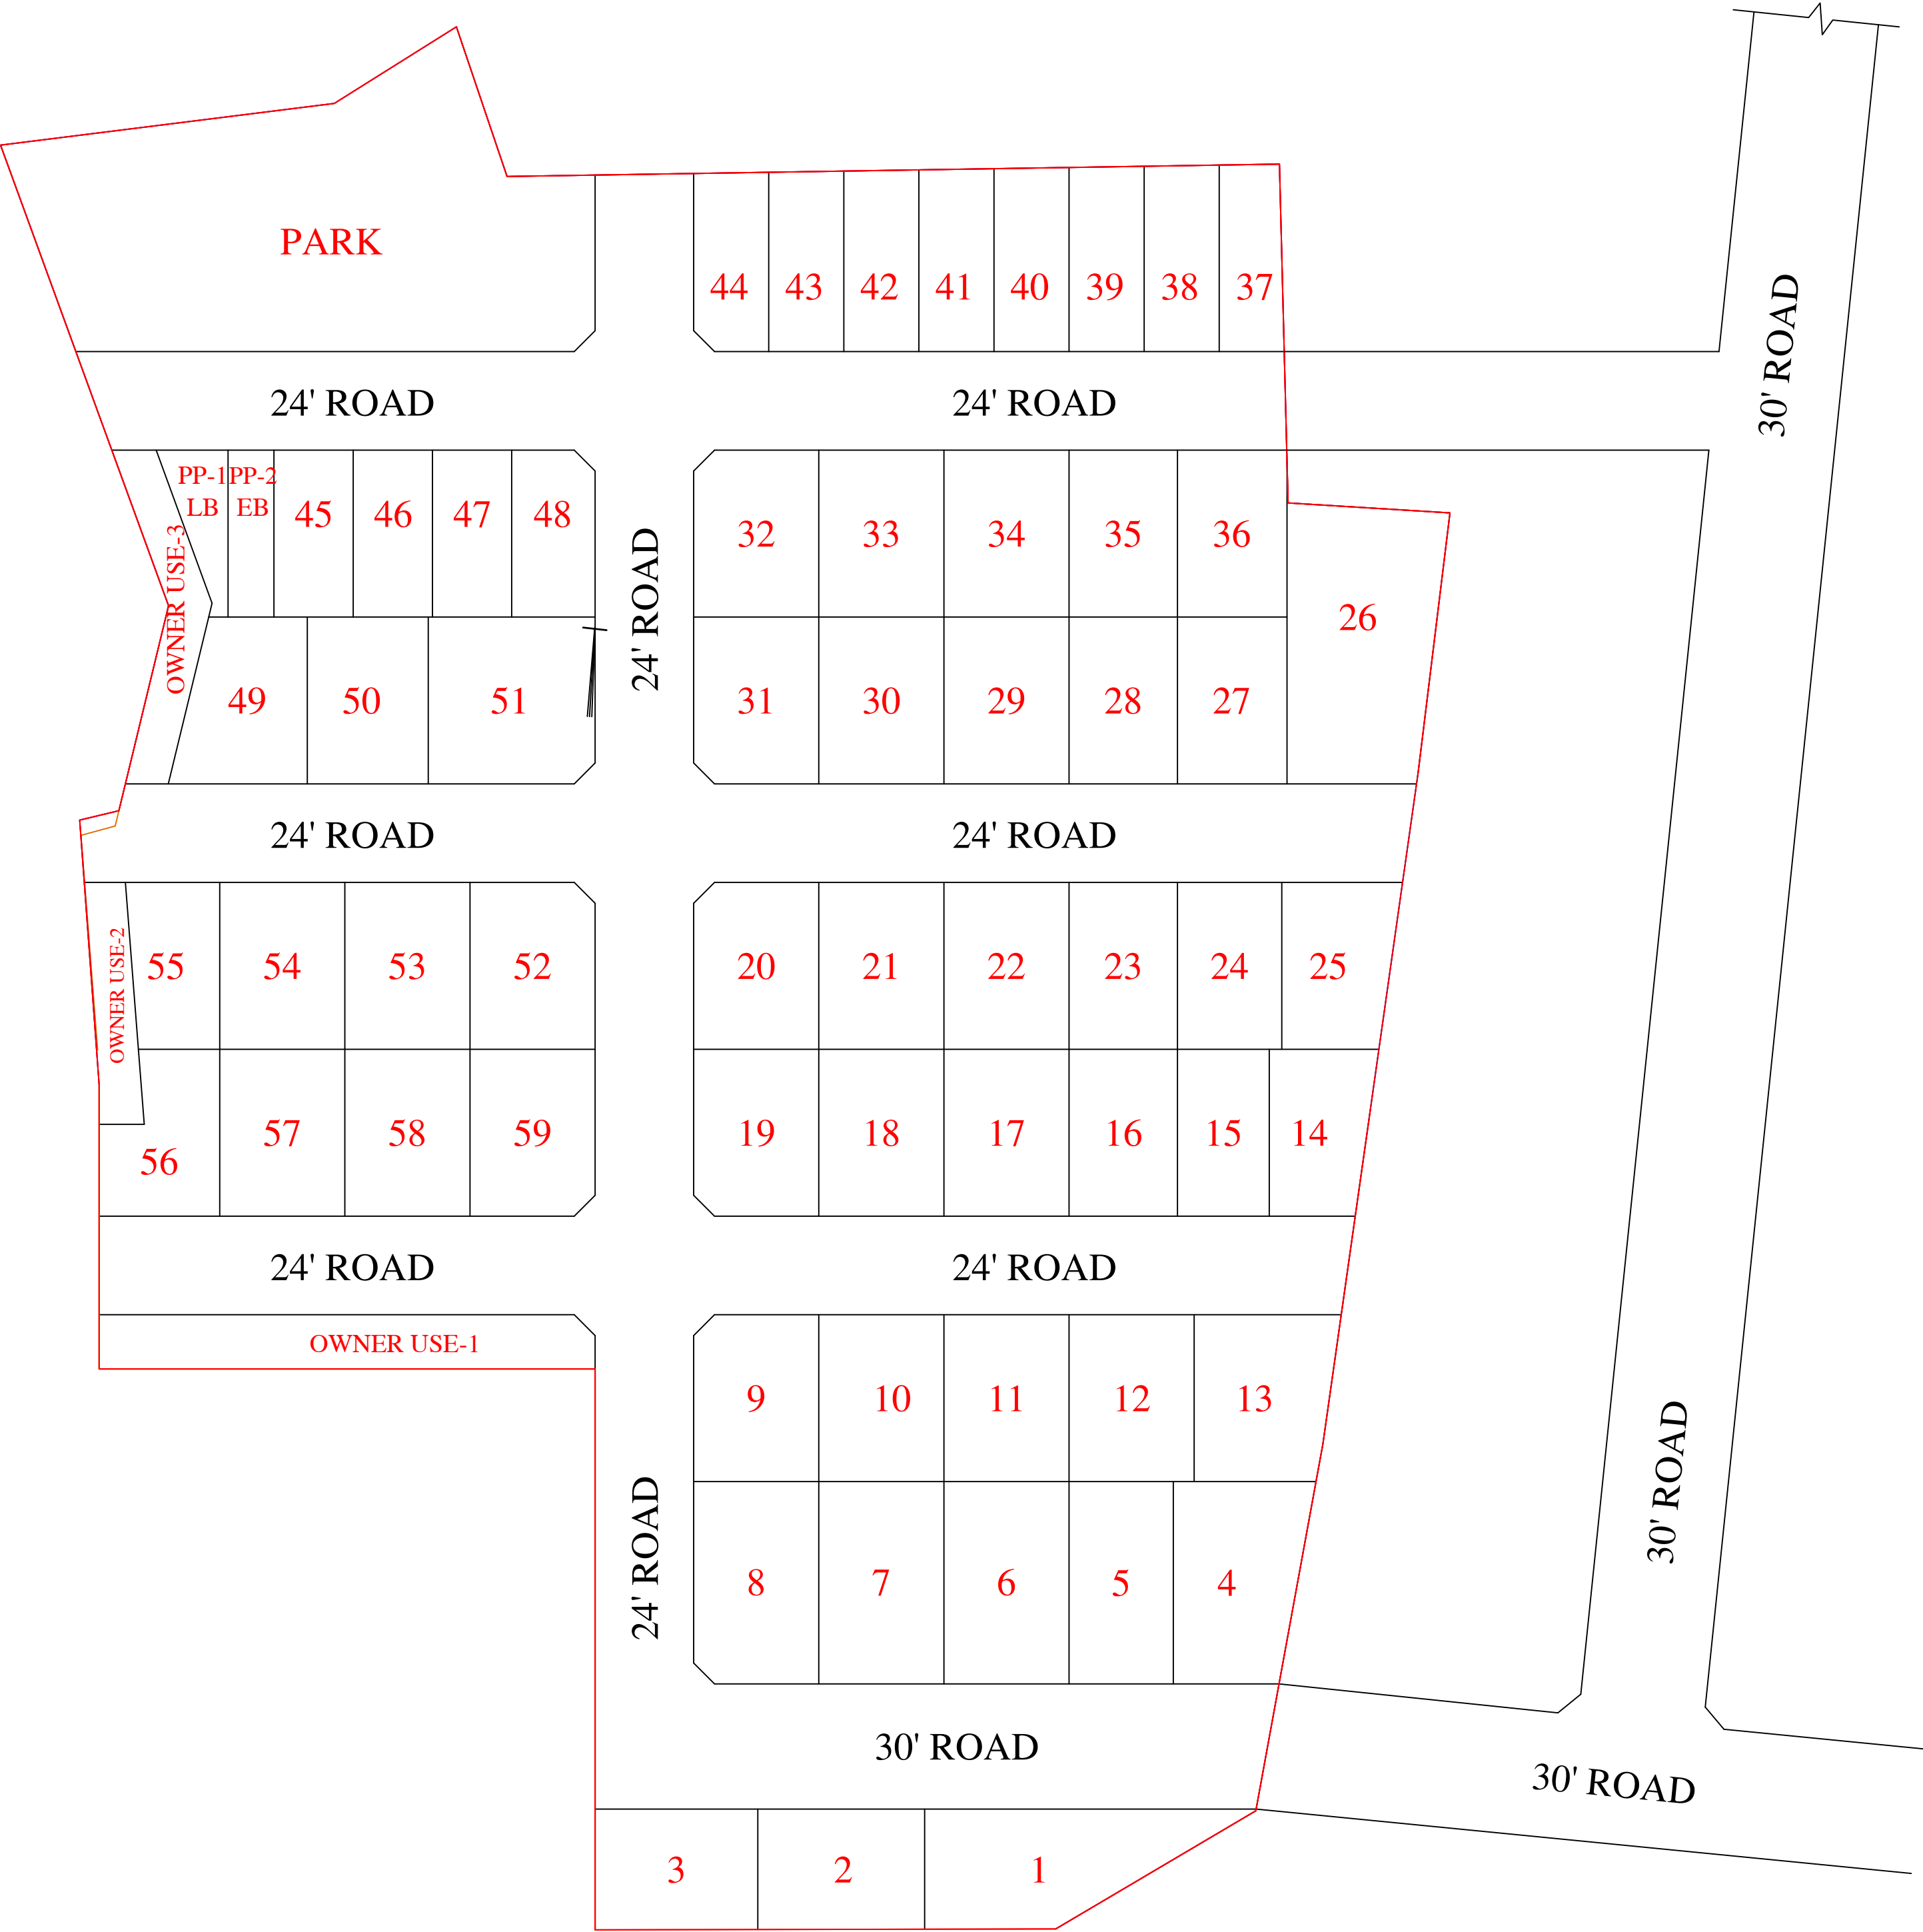 30' ROAD
PARK
44 43 42 41 40 39 38 37
24' ROAD
24' ROAD
PP-1
LB
PP-2
EB
45 46 47 48
32 33 34 35 36
OWNER USE-3
24' ROAD
26
49 50 51
31 30 29 28 27
24' ROAD
24' ROAD
OWNER USE-2
55 54 53 52
20 21 22 23 24 25
56 57 58 59
19 18 17 16 15 14
24' ROAD
24' ROAD
OWNER USE-1
9 10 11 12 13
24' ROAD
30' ROAD
8 7 6 5 4
30' ROAD
30' ROAD
3 2 1